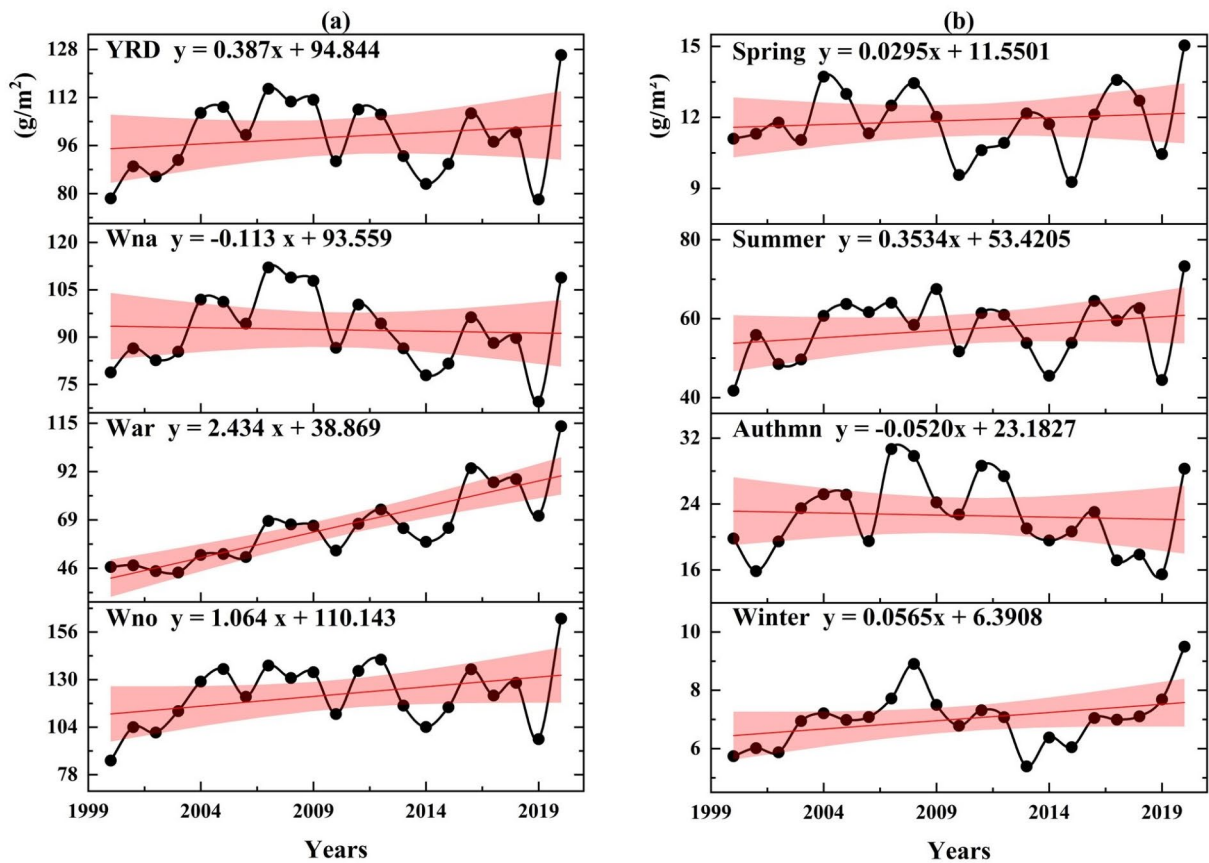 (a)
YRD y = 0.387x + 94.844
128
112
96
80
(g/m²)
Wna y = -0.113 x + 93.559
120
105
90
75
War y = 2.434 x + 38.869
115
92
69
46
Wno y = 1.064 x + 110.143
156
130
104
78
1999 2004 2009 2014 2019
Years
(b)
Spring y = 0.0295x + 11.5501
15
12
9
(g/m²)
Summer y = 0.3534x + 53.4205
80
60
40
Authmn y = -0.0520x + 23.1827
32
24
16
Winter y = 0.0565x + 6.3908
10
8
6
1999 2004 2009 2014 2019
Years